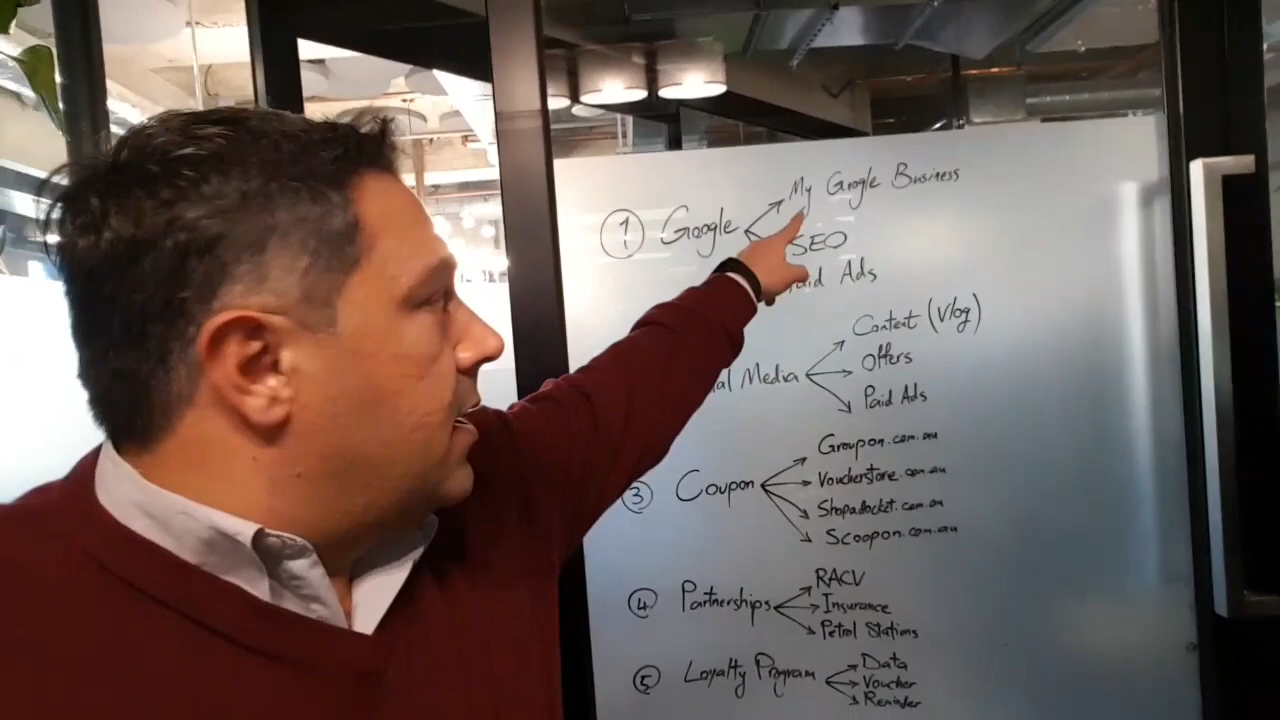 My Google Business
1 Google
SEO
Paid Ads
Content (Vlog)
Offers
Media
Paid Ads
Groupon.com.au
3 Coupon
Voucherstore.com.au
Shopadocket.com.au
Scoopon.com.au
RACV
4 Partnerships
Insurance
Petrol Stations
5 Loyalty Program
Data
Voucher
Reminder